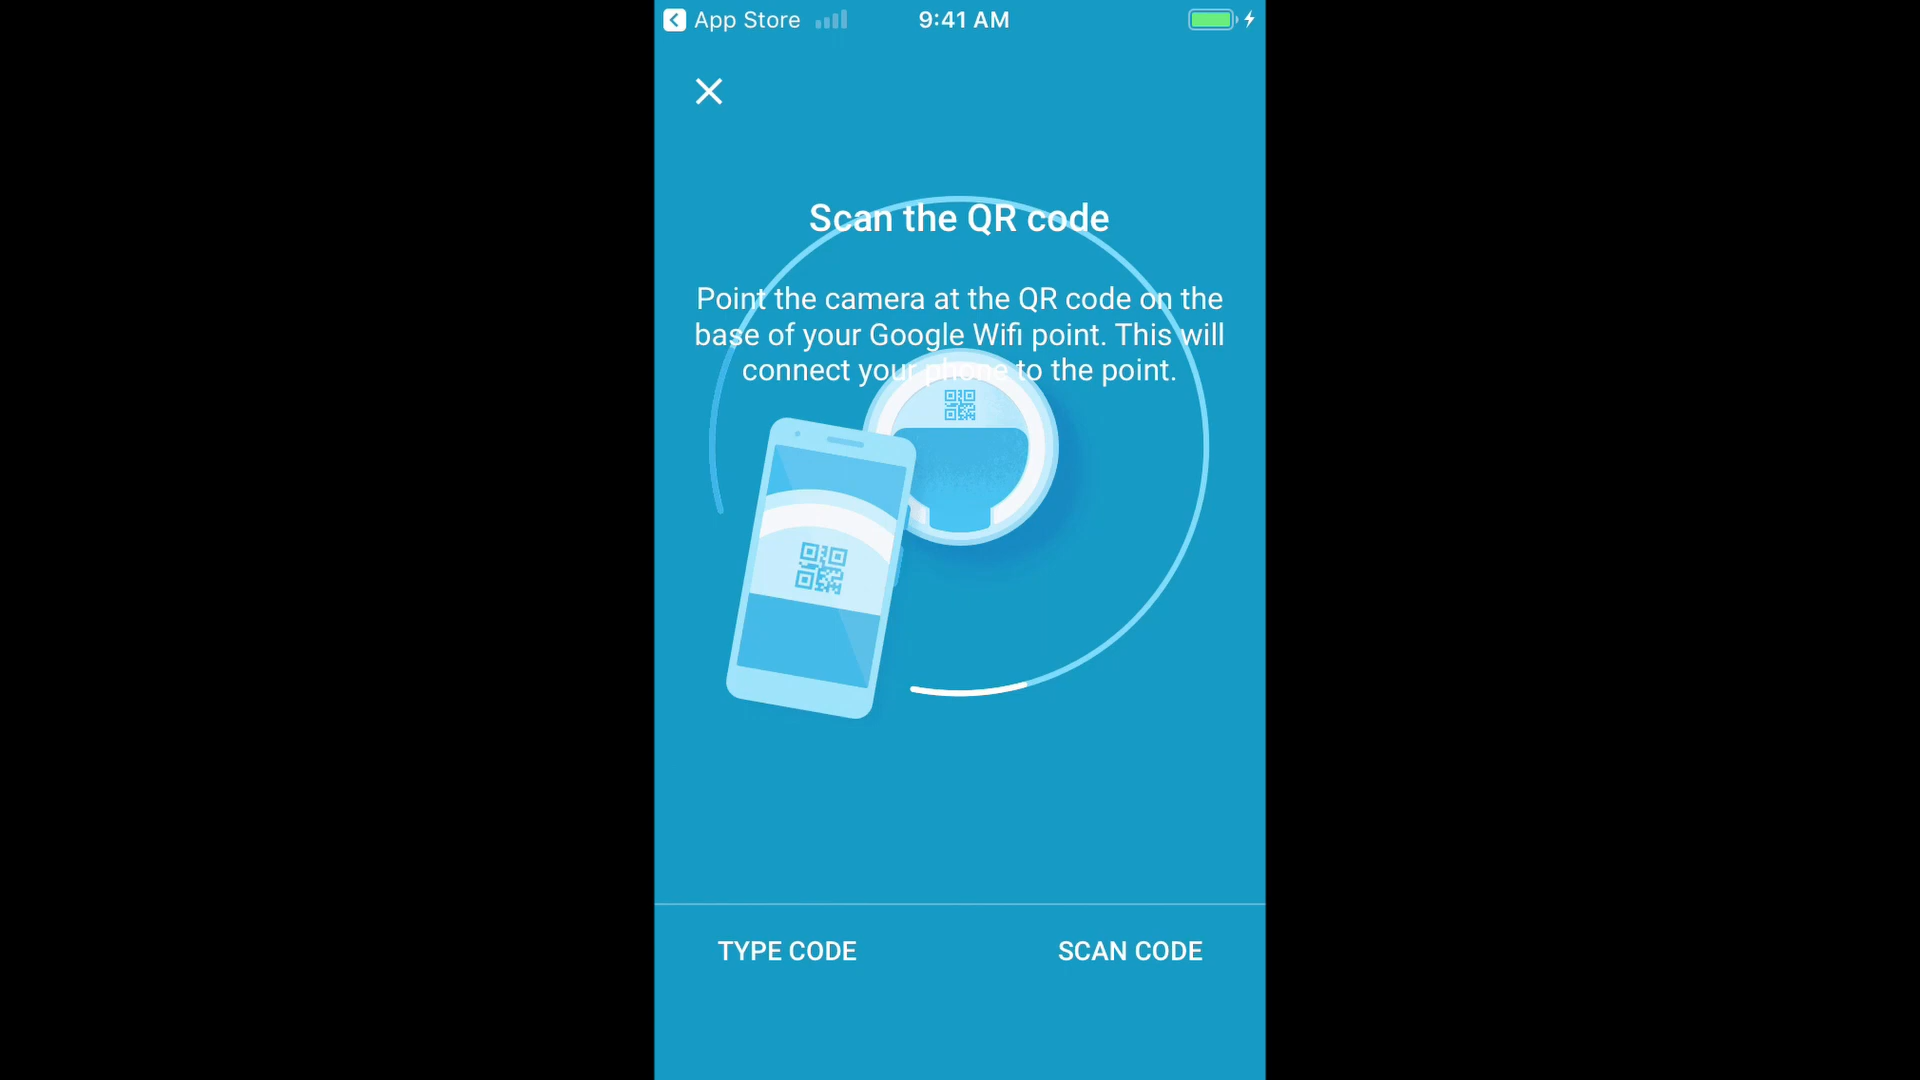 App Store
9:41 AM
Scan the QR code
Point the camera at the QR code on the
base of your Google Wifi point. This will
connect your phone to the point.
TYPE CODE
SCAN CODE